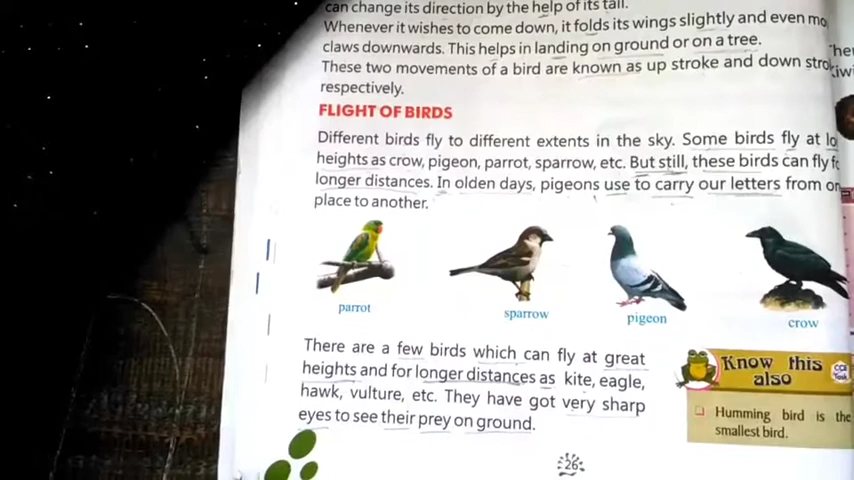 can change its direction by the help of its tail.
Whenever it wishes to come down, it folds its wings slightly and even
claws downwards. This helps in landing on ground or on a tree.
These two movements of a bird are known as up stroke and down
respectively.
FLIGHT OF BIRDS
Different birds fly to different extents in the sky. Some birds fly at
heights as crow, pigeon, parrot, sparrow, etc. But still, these birds can fly
longer distances. In olden days, pigeons use to carry our letters from
place to another.
parrot
sparrow
pigeon
crow
There are a few birds which can fly at great
heights and for longer distances as kite, eagle,
hawk, vulture, etc. They have got very sharp
eyes to see their prey on ground.
Know this
also
Humming bird is the
smallest bird.
26